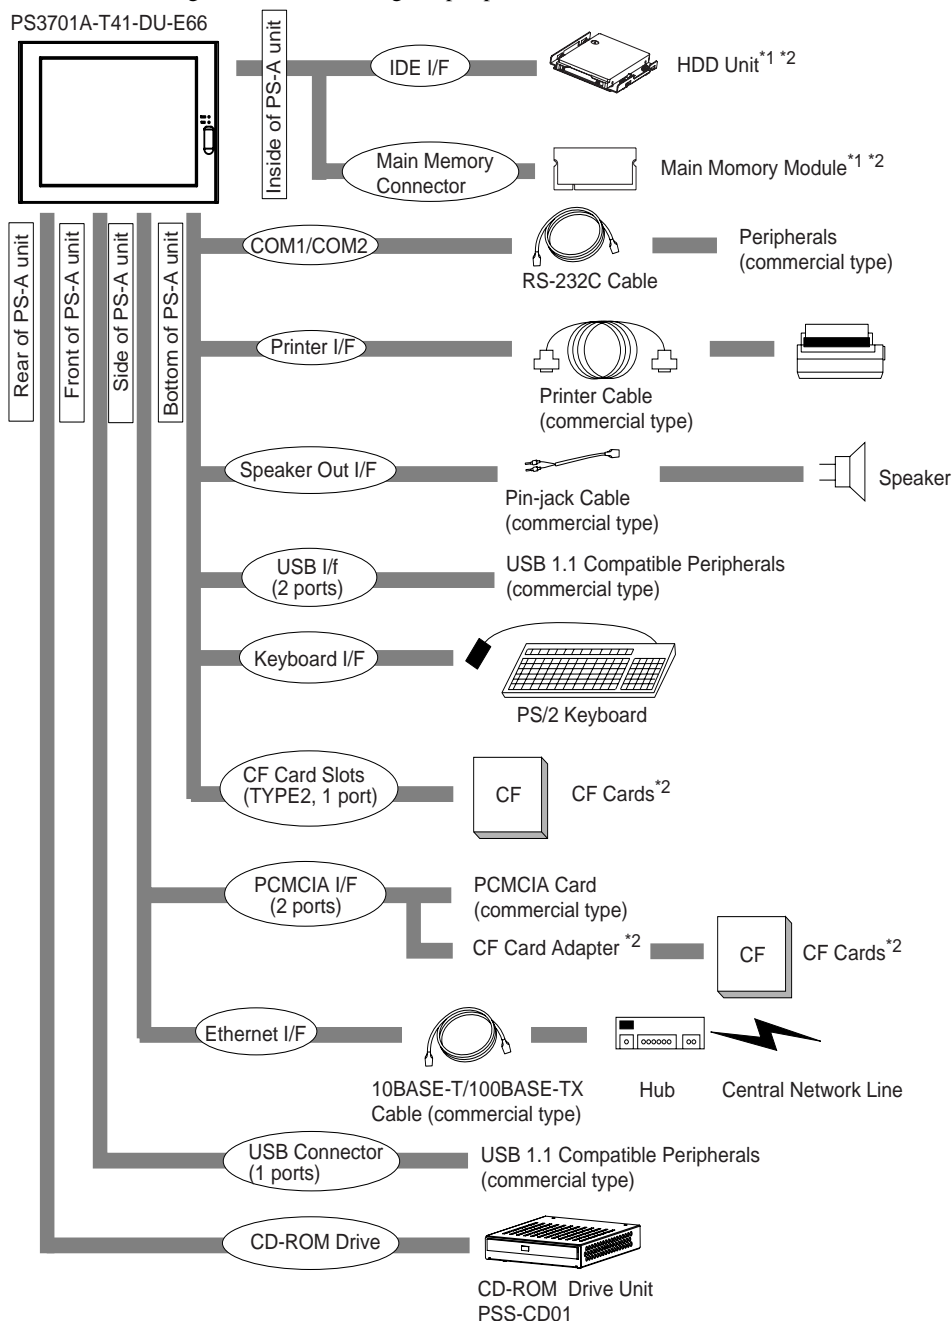 PS3701A-T41-DU-E66
Inside of PS-A unit
IDE I/F
HDD Unit*1 *2
Main Memory
Connector
Main Momory Module*1 *2
Rear of PS-A unit
Front of PS-A unit
Side of PS-A unit
Bottom of PS-A unit
COM1/COM2
RS-232C Cable
Peripherals
(commercial type)
Printer I/F
Printer Cable
(commercial type)
Speaker Out I/F
Pin-jack Cable
(commercial type)
Speaker
USB I/f
(2 ports)
USB 1.1 Compatible Peripherals
(commercial type)
Keyboard I/F
PS/2 Keyboard
CF Card Slots
(TYPE2, 1 port)
CF
CF Cards*2
PCMCIA I/F
(2 ports)
PCMCIA Card
(commercial type)
CF Card Adapter *2
CF
CF Cards*2
Ethernet I/F
10BASE-T/100BASE-TX
Cable (commercial type)
Hub
Central Network Line
USB Connector
(1 ports)
USB 1.1 Compatible Peripherals
(commercial type)
CD-ROM Drive
CD-ROM Drive Unit
PSS-CD01